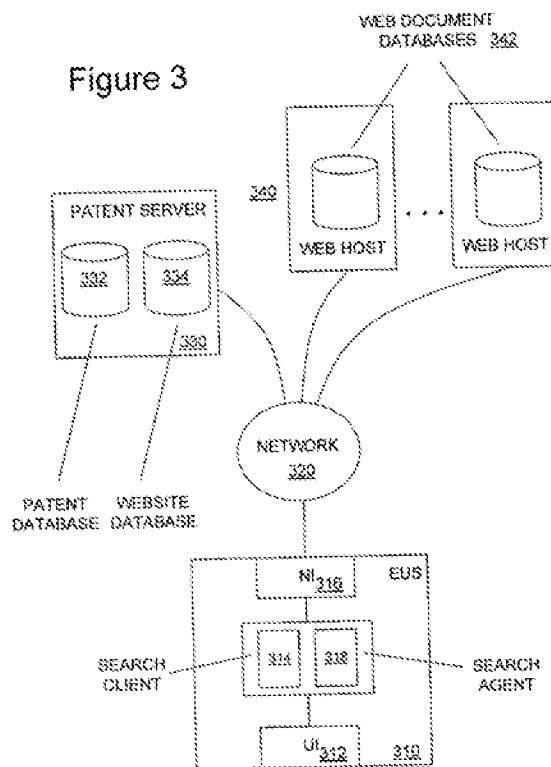 WEB DOCUMENT
DATABASES 342
Figure 3
340
PATENT SERVER
WEB HOST
...
WEB HOST
332
334
330
NETWORK
320
PATENT
DATABASE
WEBSITE
DATABASE
NI 316
EUS
SEARCH
CLIENT
314
318
SEARCH
AGENT
UI 312
310